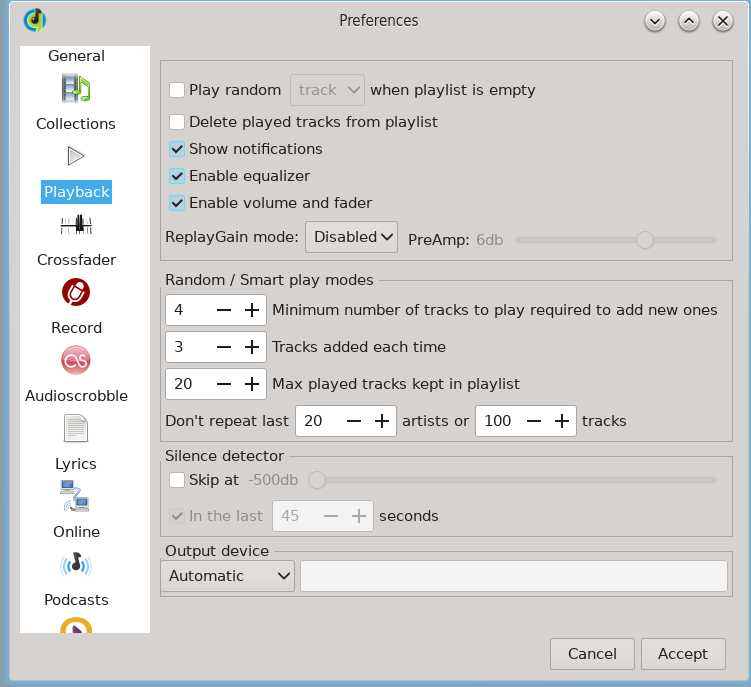 Preferences
General
Collections
Playback
Crossfader
Record
Audioscrobble
Lyrics
Online
Podcasts
Play random track when playlist is empty
Delete played tracks from playlist
Show notifications
Enable equalizer
Enable volume and fader
ReplayGain mode: Disabled PreAmp: 6db
Random / Smart play modes
4 Minimum number of tracks to play required to add new ones
3 Tracks added each time
20 Max played tracks kept in playlist
Don't repeat last 20 artists or 100 tracks
Silence detector
Skip at -500db
In the last 45 seconds
Output device
Automatic
Cancel Accept